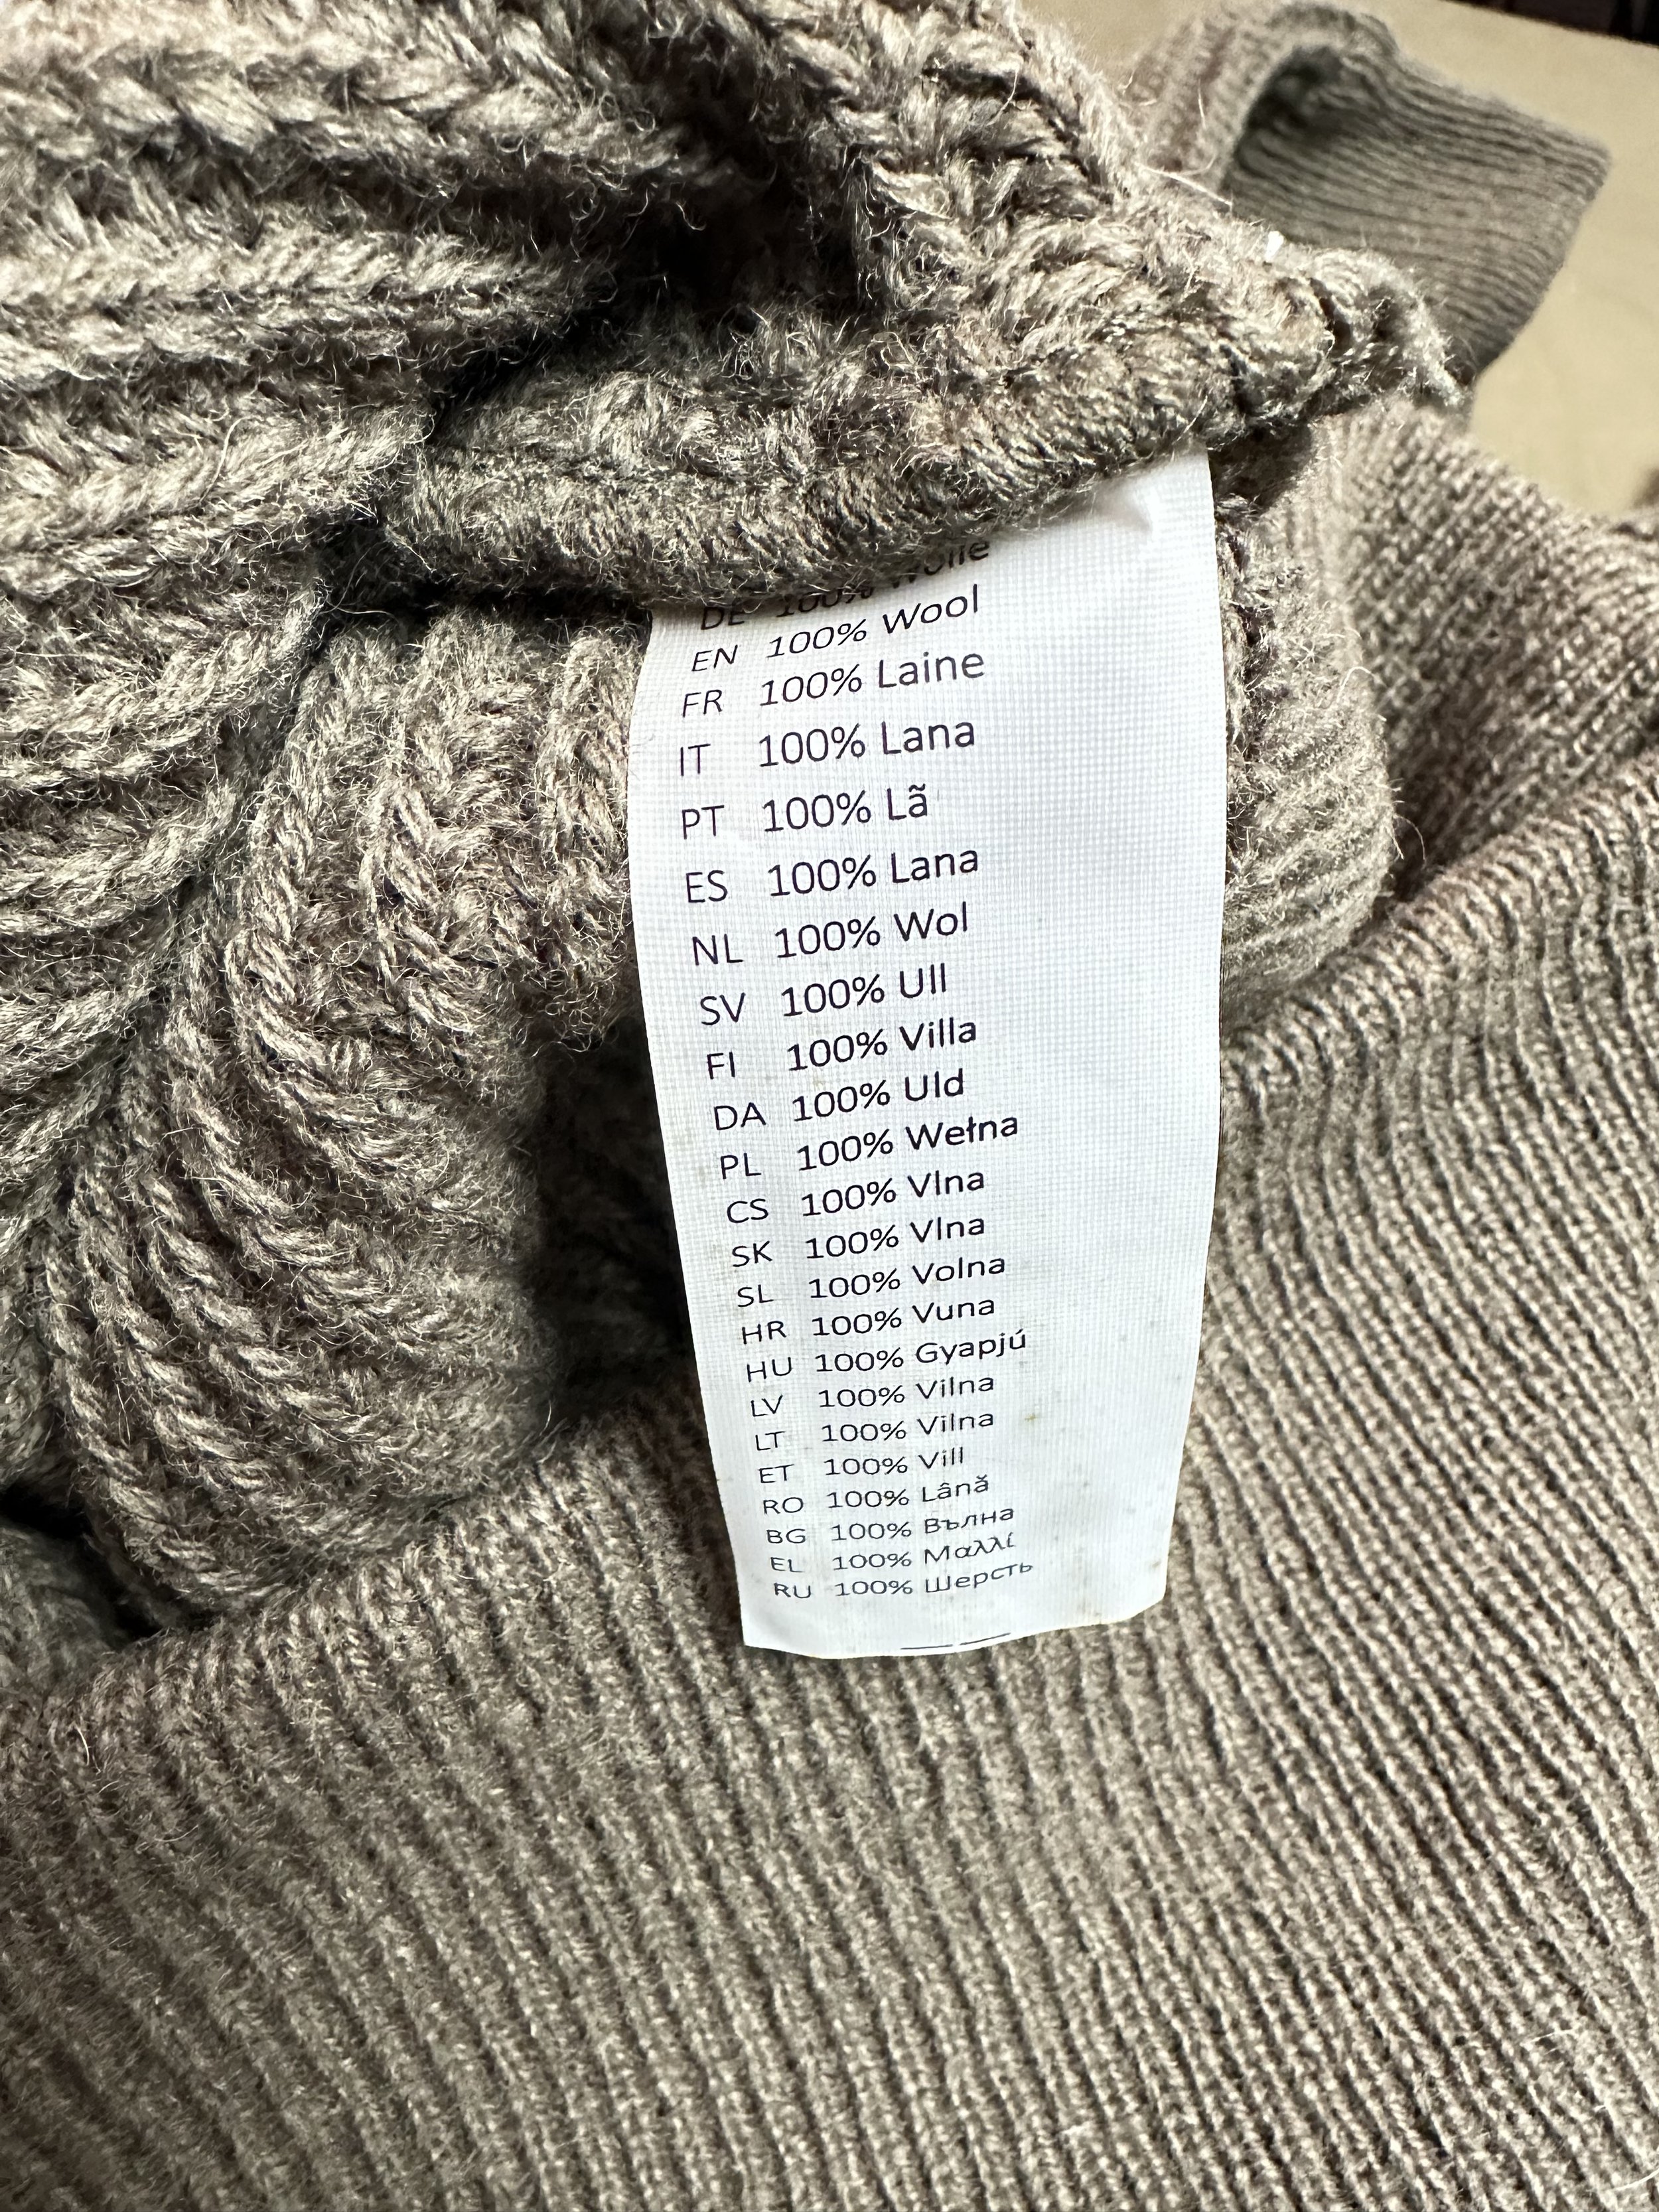 DE 100% Wolle
EN 100% Wool
FR 100% Laine
IT 100% Lana
PT 100% Lã
ES 100% Lana
NL 100% Wol
SV 100% Ull
FI 100% Villa
DA 100% Uld
PL 100% Wełna
CS 100% Vlna
SK 100% Vlna
SL 100% Volna
HR 100% Vuna
HU 100% Gyapjú
LV 100% Vilna
LT 100% Vilna
ET 100% Vill
RO 100% Lână
BG 100% Вълна
EL 100% Μαλλί
RU 100% Шерсть